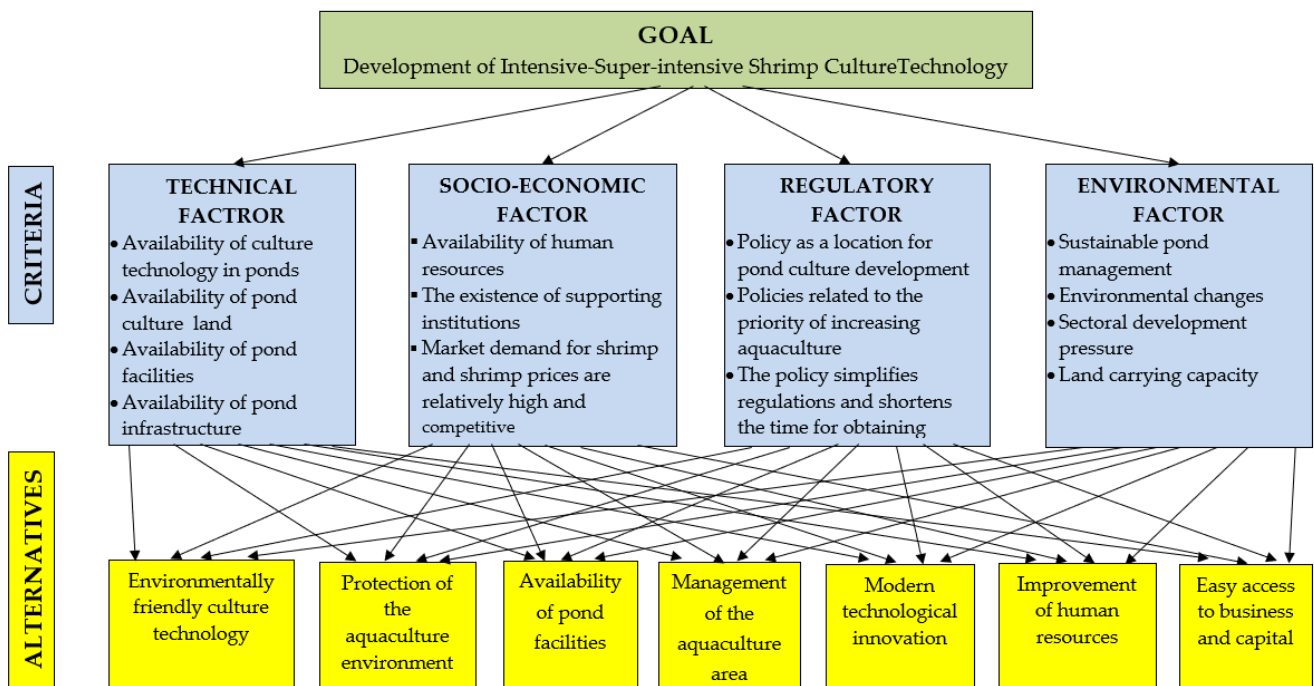 GOAL
Development of Intensive-Super-intensive Shrimp CultureTechnology
CRITERIA
TECHNICAL
FACTROR
• Availability of culture
technology in ponds
• Availability of pond
culture land
• Availability of pond
facilities
• Availability of pond
infrastructure
SOCIO-ECONOMIC
FACTOR
▪ Availability of human
resources
▪ The existence of supporting
institutions
▪ Market demand for shrimp
and shrimp prices are
relatively high and
competitive
REGULATORY
FACTOR
• Policy as a location for
pond culture development
• Policies related to the
priority of increasing
aquaculture
• The policy simplifies
regulations and shortens
the time for obtaining
ENVIRONMENTAL
FACTOR
• Sustainable pond
management
• Environmental changes
• Sectoral development
pressure
• Land carrying capacity
ALTERNATIVES
Environmentally
friendly culture
technology
Protection of
the
aquaculture
environment
Availability
of pond
facilities
Management
of the
aquaculture
area
Modern
technological
innovation
Improvement
of human
resources
Easy access
to business
and capital